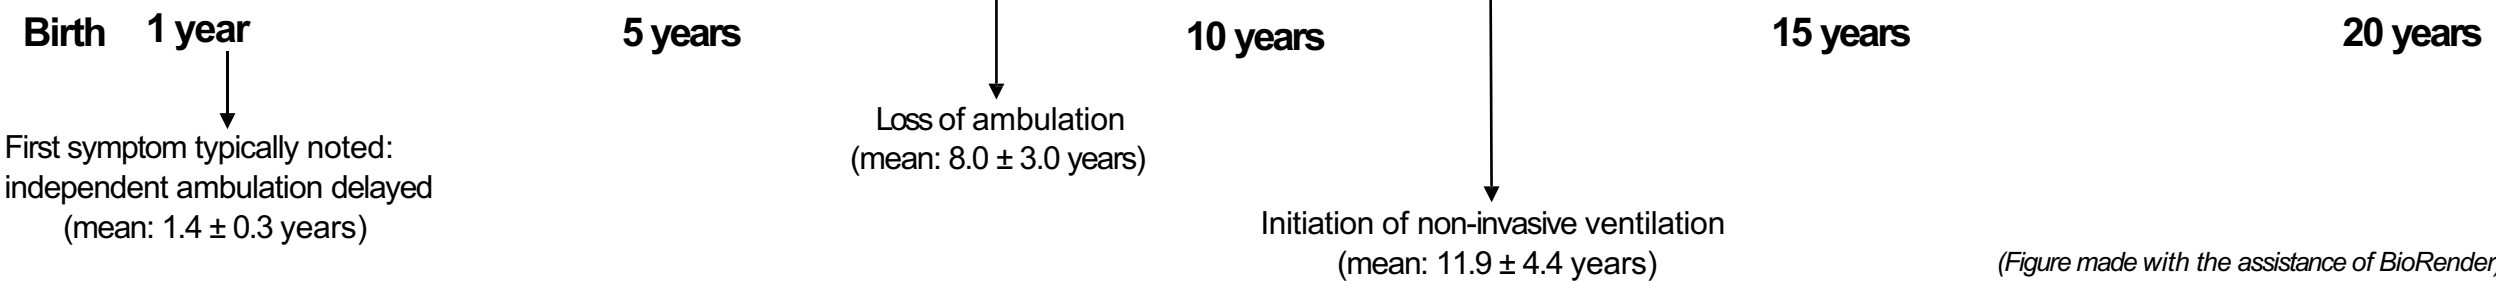 Birth 1 year 5 years 10 years 15 years 20 years
First symptom typically noted:
independent ambulation delayed
(mean: 1.4 ± 0.3 years)
Loss of ambulation
(mean: 8.0 ± 3.0 years)
Initiation of non-invasive ventilation
(mean: 11.9 ± 4.4 years)
(Figure made with the assistance of BioRender)